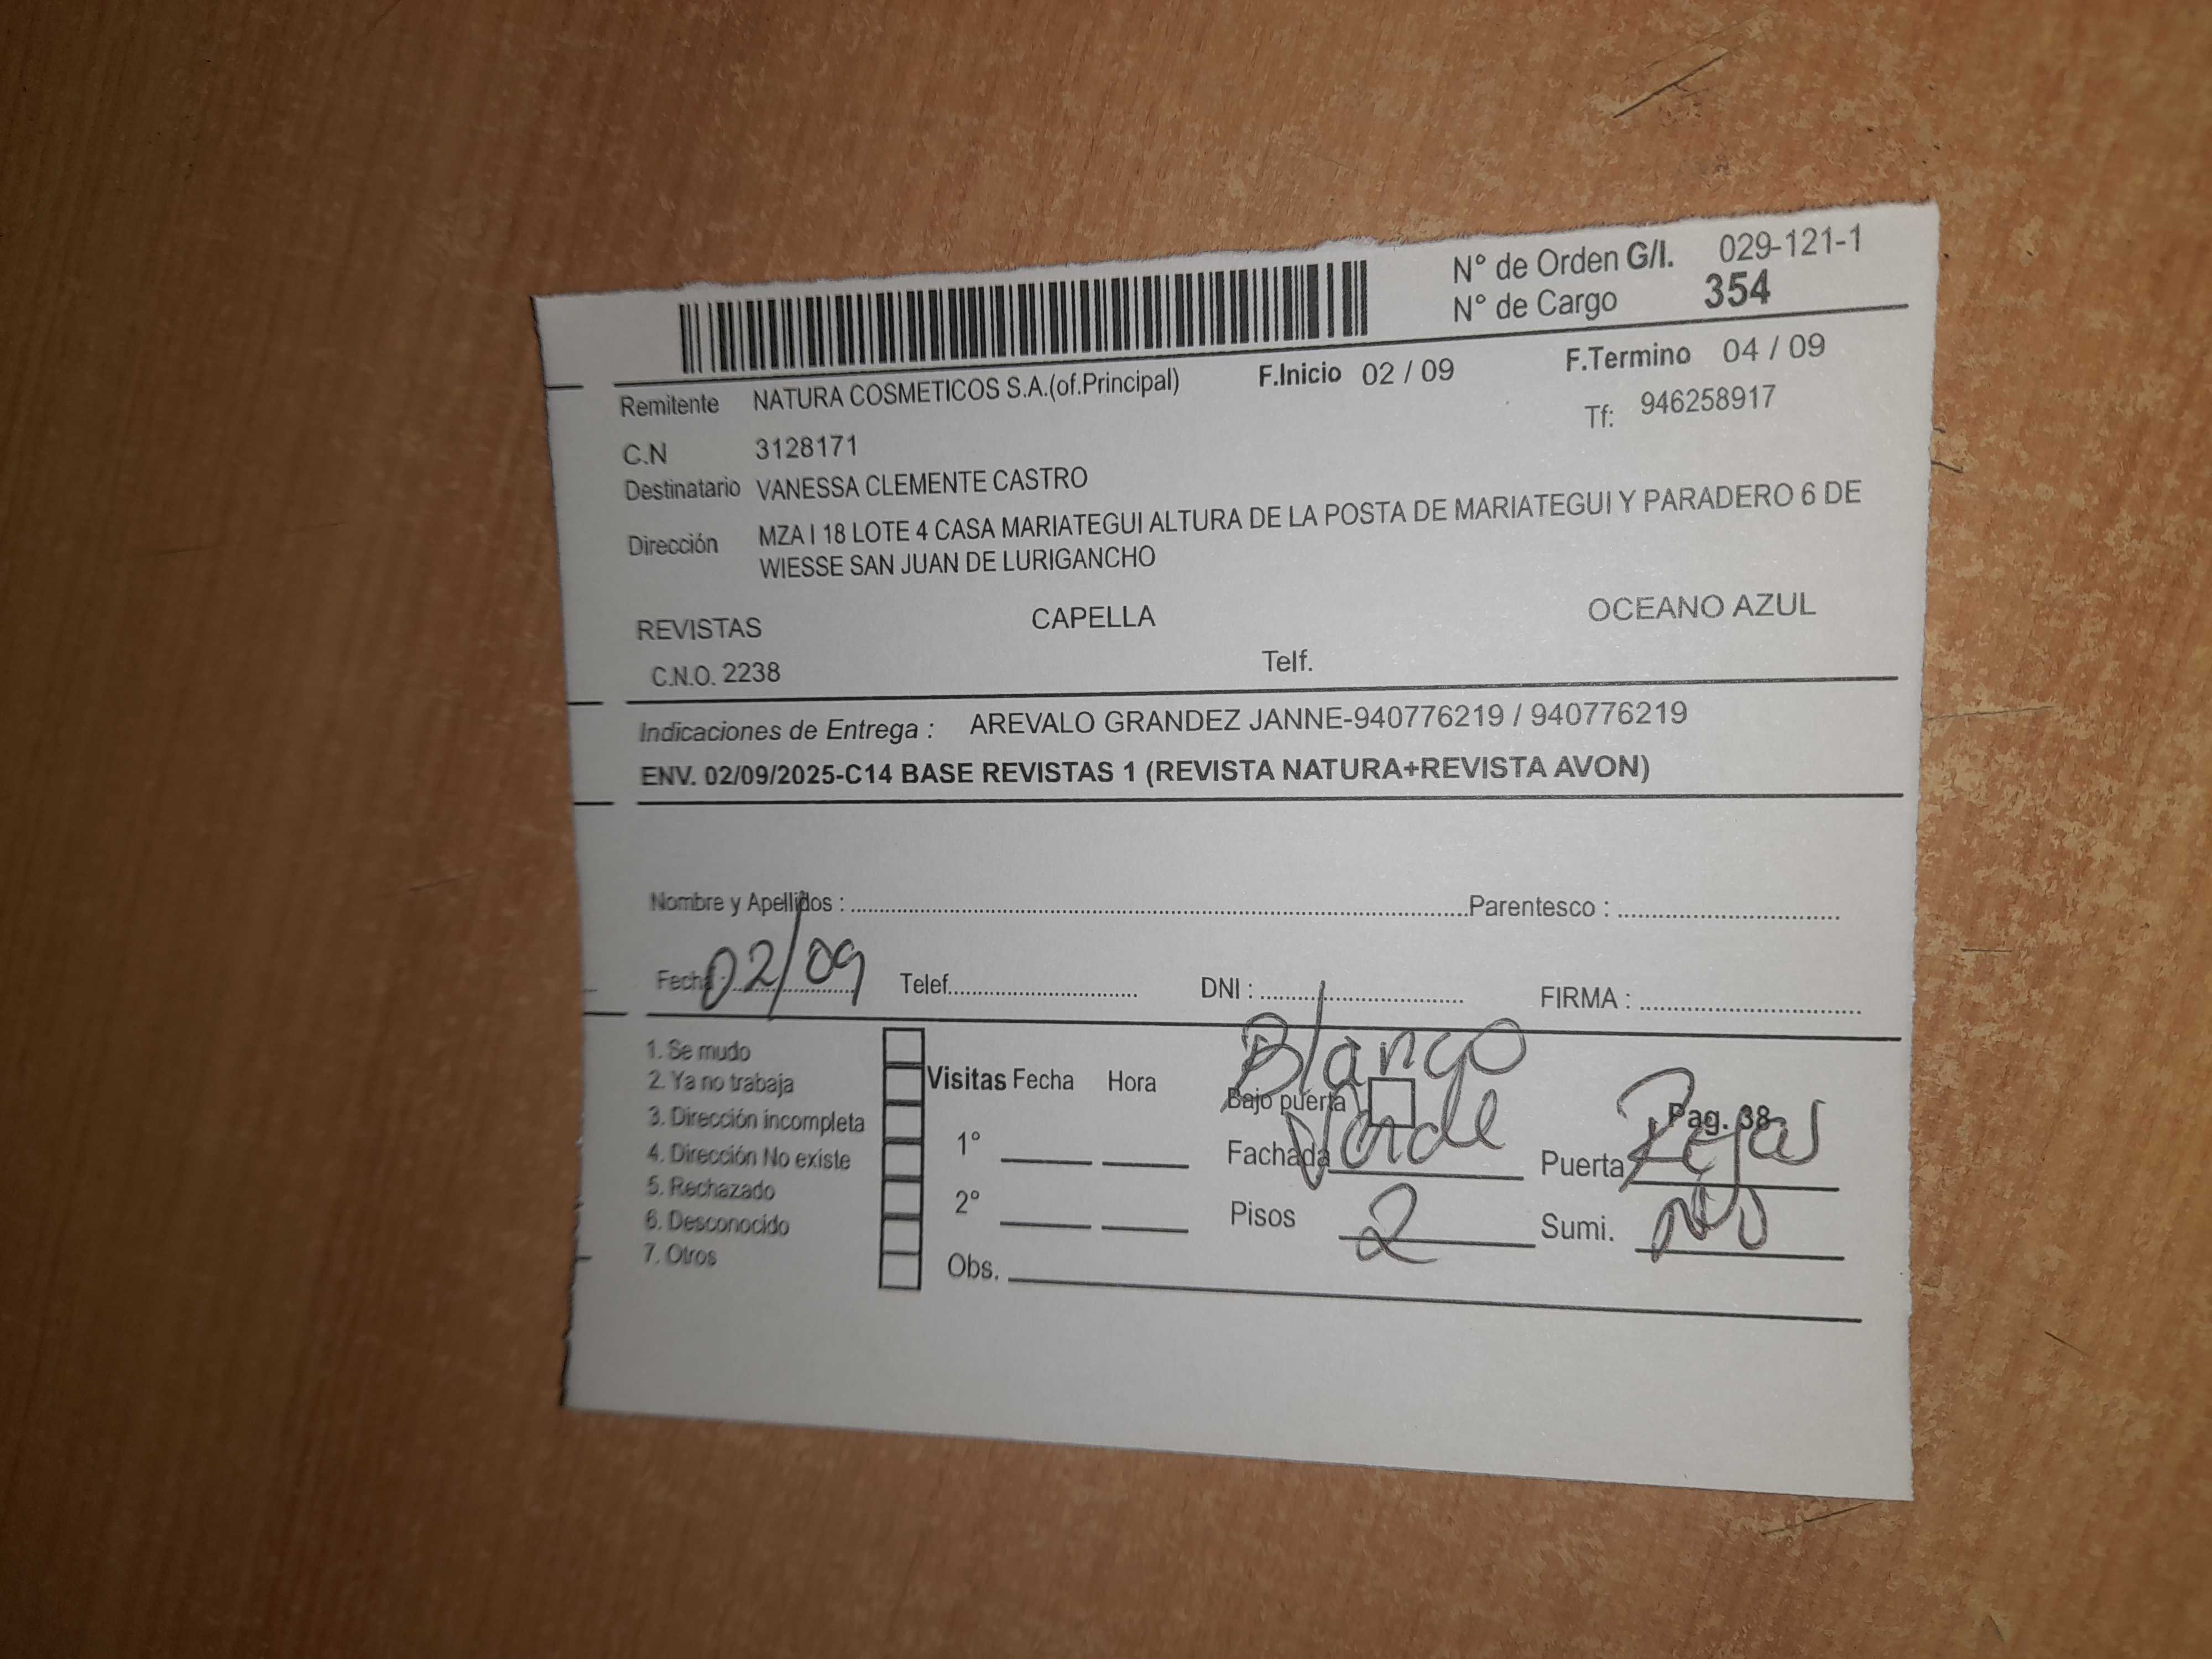 N° de Orden G/I. 029-121-1
N° de Cargo 354
Remitente NATURA COSMETICOS S.A.(of.Principal) F.Inicio 02 / 09 F.Termino 04 / 09
C.N 3128171 Tf: 946258917
Destinatario VANESSA CLEMENTE CASTRO
Dirección MZA I 18 LOTE 4 CASA MARIATEGUI ALTURA DE LA POSTA DE MARIATEGUI Y PARADERO 6 DE
WIESSE SAN JUAN DE LURIGANCHO
REVISTAS CAPELLA OCEANO AZUL
C.N.O. 2238 Telf.
Indicaciones de Entrega : AREVALO GRANDEZ JANNE-940776219 / 940776219
ENV. 02/09/2025-C14 BASE REVISTAS 1 (REVISTA NATURA+REVISTA AVON)
Nombre y Apellidos : Parentesco :
Fecha : 02/09 Telef. DNI : FIRMA :
1. Se mudo
2. Ya no trabaja
3. Dirección incompleta
4. Dirección No existe
5. Rechazado
6. Desconocido
7. Otros
Visitas Fecha Hora
1°
2°
Obs.
Blanco
Bajo puerta
Fachada Verde Puerta Rejas
Pag. 38
Pisos 2 Sumi. NO